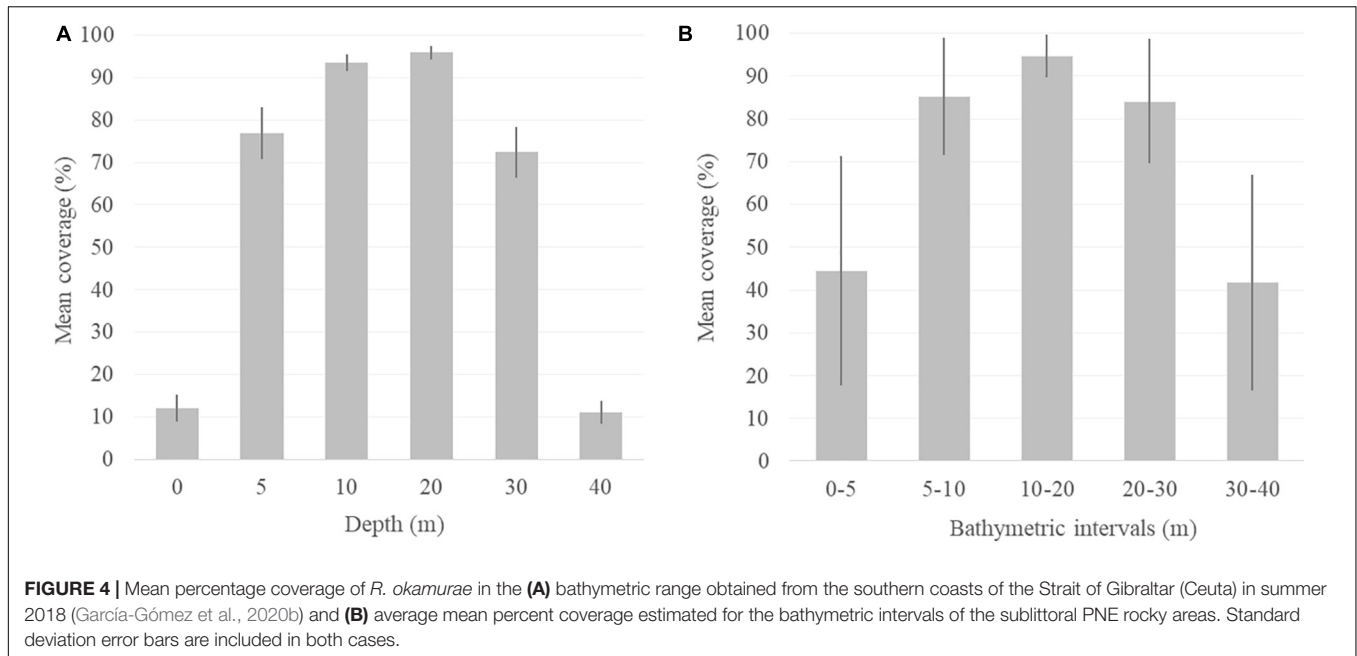 A
100
90
80
70
60
50
40
30
20
10
0
Mean coverage (%)
0 5 10 20 30 40
Depth (m)
B
100
90
80
70
60
50
40
30
20
10
0
Mean coverage (%)
0-5 5-10 10-20 20-30 30-40
Bathymetric intervals (m)
FIGURE 4 | Mean percentage coverage of R. okamurae in the (A) bathymetric range obtained from the southern coasts of the Strait of Gibraltar (Ceuta) in summer
2018 (García-Gómez et al., 2020b) and (B) average mean percent coverage estimated for the bathymetric intervals of the sublittoral PNE rocky areas. Standard
deviation error bars are included in both cases.